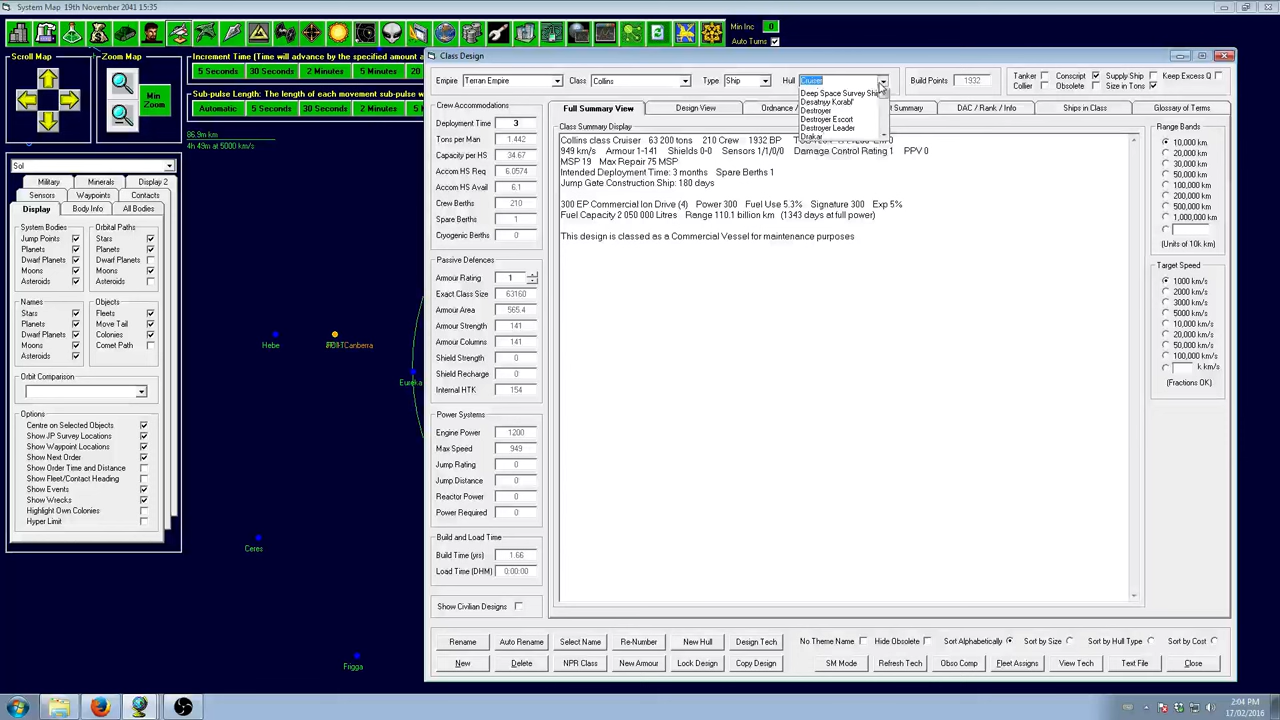 System Map 19th November 2041 15:35
Min Inc 0
Auto Turns
Scroll Map
Zoom Map
Min Zoom
Increment Time (Time will advance by the specified amount
5 Seconds 30 Seconds 2 Minutes
Sub-pulse Length: The length of each movement sub-pulse w
Automatic 5 Seconds 30 Seconds 2 Minutes
86.9m km
4h 49m at 5000 km/s
Sol
Military Minerals Display 2
Sensors Waypoints Contacts
Display Body Info All Bodies
System Bodies
Jump Points
Planets
Dwarf Planets
Moons
Asteroids
Orbital Paths
Stars
Planets
Dwarf Planets
Moons
Asteroids
Names
Stars
Planets
Dwarf Planets
Moons
Asteroids
Objects
Fleets
Move Tail
Colonies
Comet Path
Orbit Comparison
Options
Centre on Selected Objects
Show JP Survey Locations
Show Waypoint Locations
Show Next Order
Show Order Time and Distance
Show Fleet/Contact Heading
Show Events
Show Wrecks
Highlight Own Colonies
Hyper Limit
Hebe
Canberra
Eureka
Ceres
Frigga
Class Design
Empire Terran Empire Class Collins Type Ship Hull Cruiser Build Points 1932
Tanker Conscript Supply Ship Keep Excess Q
Collier Obsolete Size in Tons
Deep Space Survey Shi
Desatnyy Korabl'
Destroyer
Destroyer Escort
Destroyer Leader
Drakar
Crew Accommodations
Deployment Time 3
Tons per Man 1.442
Capacity per HS 34.67
Accom HS Req 6.0574
Accom HS Avail 6.1
Crew Berths 210
Spare Berths 1
Cryogenic Berths 0
Passive Defences
Armour Rating 1
Exact Class Size 63160
Armour Area 565.4
Armour Strength 141
Armour Columns 141
Shield Strength 0
Shield Recharge 0
Internal HTK 154
Power Systems
Engine Power 1200
Max Speed 949
Jump Rating 0
Jump Distance 0
Reactor Power 0
Power Required 0
Build and Load Time
Build Time (yrs) 1.66
Load Time (DHM) 0:00:00
Show Civilian Designs
Full Summary View Design View Ordnance / Summary DAC / Rank / Info Ships in Class Glossary of Terms
Class Summary Display
Collins class Cruiser 63 200 tons 210 Crew 1932 BP
949 km/s Armour 1-141 Shields 0-0 Sensors 1/1/0/0 Damage Control Rating 1 PPV 0
MSP 19 Max Repair 75 MSP
Intended Deployment Time: 3 months Spare Berths 1
Jump Gate Construction Ship: 180 days
300 EP Commercial Ion Drive (4) Power 300 Fuel Use 5.3% Signature 300 Exp 5%
Fuel Capacity 2 050 000 Litres Range 110.1 billion km (1343 days at full power)
This design is classed as a Commercial Vessel for maintenance purposes
Range Bands
10,000 km
20,000 km
50,000 km
100,000 km
200,000 km
500,000 km
1,000,000 km
(Units of 10k km)
Target Speed
1000 km/s
2000 km/s
3000 km/s
5000 km/s
10,000 km/s
20,000 km/s
50,000 km/s
100,000 km/s
k km/s
(Fractions OK)
Rename Auto Rename Select Name Re-Number New Hull Design Tech No Theme Name Hide Obsolete Sort Alphabetically Sort by Size Sort by Hull Type Sort by Cost
New Delete NPR Class New Armour Lock Design Copy Design SM Mode Refresh Tech Obso Comp Fleet Assigns View Tech Text File Close
2:04 PM
17/02/2016